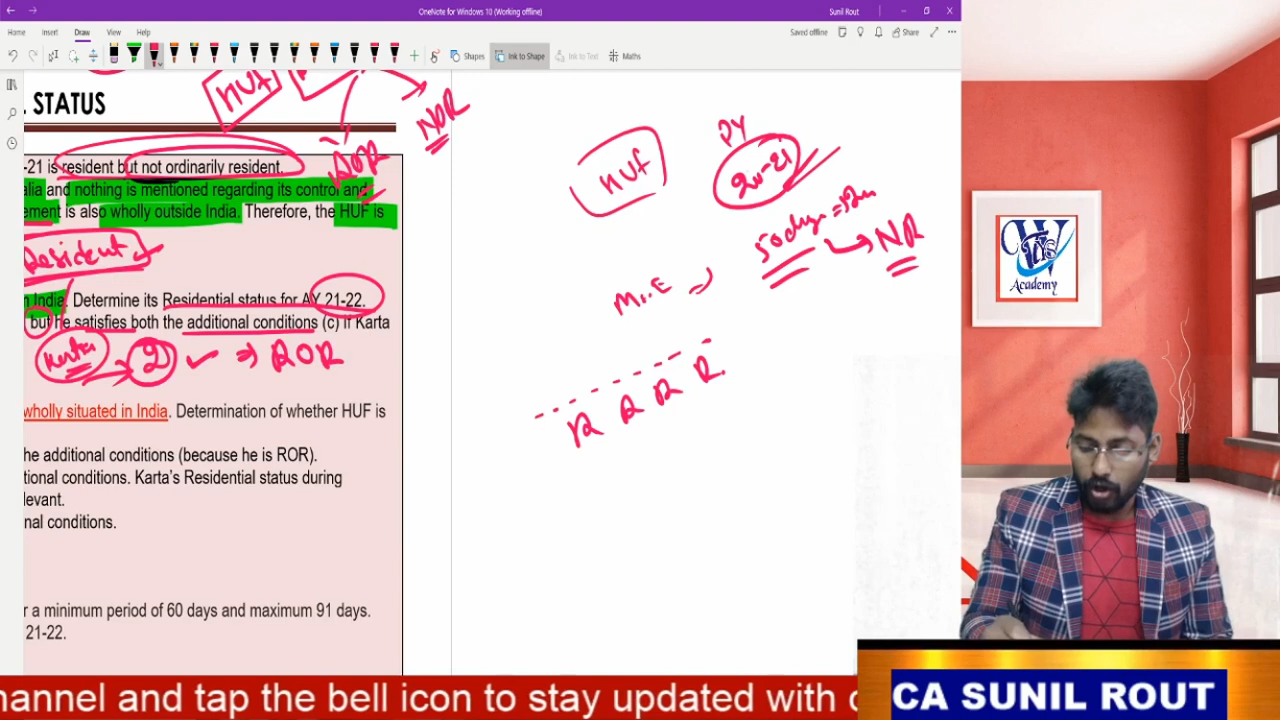 OneNote for Windows 10 (Working offline)
Sunil Rout
Home Insert Draw View Help
Saved offline
Share
Shapes
Ink to Shape
Ink to Text
Maths
STATUS
HUF
NOR
ROR
-21 is resident but not ordinarily resident.
alia and nothing is mentioned regarding its control and
ement is also wholly outside India. Therefore, the HUF is
Resident
n India. Determine its Residential status for AY 21-22.
but he satisfies both the additional conditions (c) If Karta
Karta 2 ✓ ⇒ ROR
wholly situated in India. Determination of whether HUF is
he additional conditions (because he is ROR).
tional conditions. Karta's Residential status during
levant.
nal conditions.
r a minimum period of 60 days and maximum 91 days.
21-22.
HUF
PY
20-21
50 days
NR
R R R R
W
TYS
Academy
hannel and tap the bell icon to stay updated with
CA SUNIL ROUT